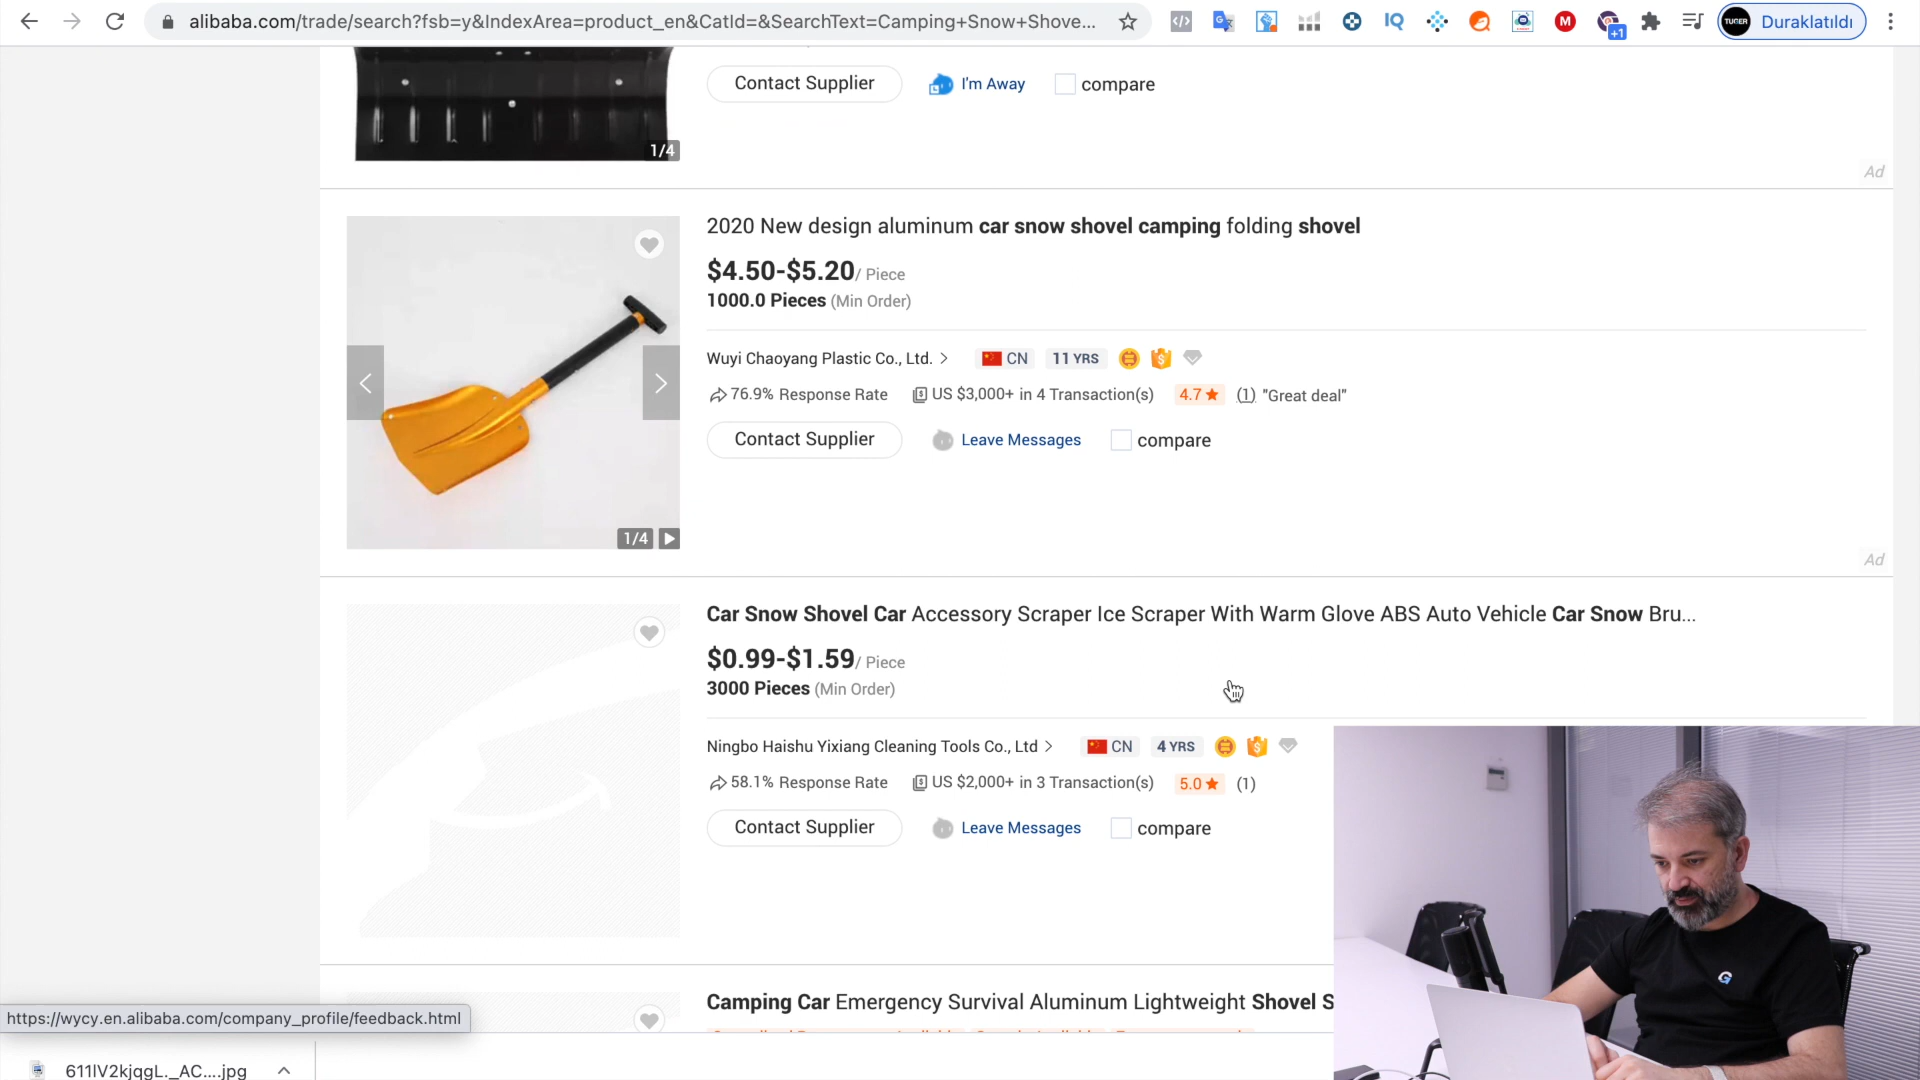 alibaba.com/trade/search?fsb=y&IndexArea=product_en&CatId=&SearchText=Camping+Snow+Shove...
IQ
M
+1
TUNER
Duraklatıldı
Contact Supplier
I'm Away
compare
1/4
Ad
2020 New design aluminum car snow shovel camping folding shovel
$4.50-$5.20/ Piece
1000.0 Pieces (Min Order)
Wuyi Chaoyang Plastic Co., Ltd. > CN 11 YRS
76.9% Response Rate US $3,000+ in 4 Transaction(s) 4.7 (1) "Great deal"
Contact Supplier Leave Messages compare
1/4
Ad
Car Snow Shovel Car Accessory Scraper Ice Scraper With Warm Glove ABS Auto Vehicle Car Snow Bru...
$0.99-$1.59/ Piece
3000 Pieces (Min Order)
Ningbo Haishu Yixiang Cleaning Tools Co., Ltd > CN 4 YRS
58.1% Response Rate US $2,000+ in 3 Transaction(s) 5.0 (1)
Contact Supplier Leave Messages compare
Camping Car Emergency Survival Aluminum Lightweight Shovel S
https://wycy.en.alibaba.com/company_profile/feedback.html
611lV2kjqgL._AC....jpg